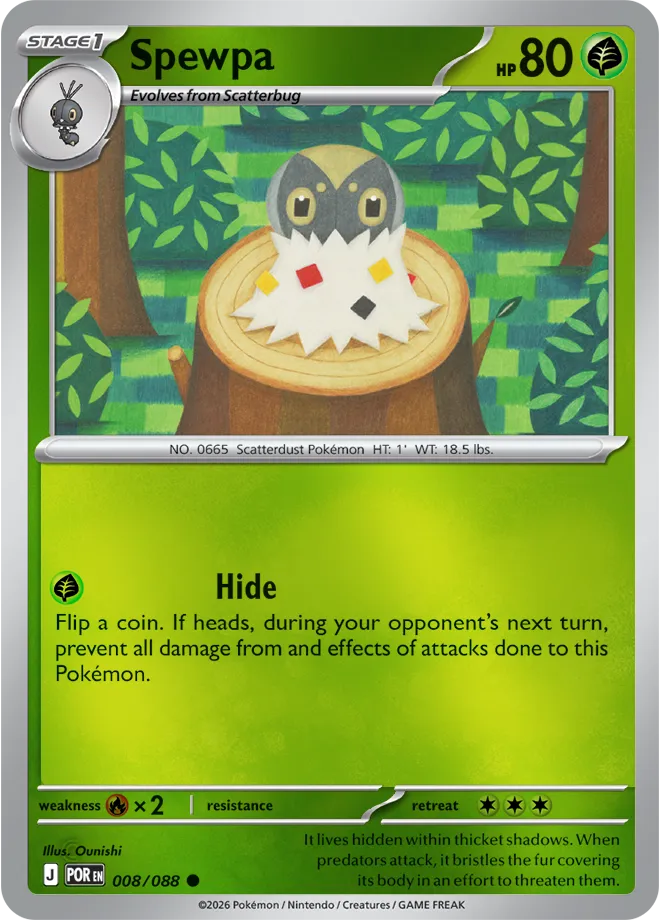 STAGE1
Spewpa
HP 80
Evolves from Scatterbug
NO. 0665 Scatterdust Pokémon HT: 1' WT: 18.5 lbs.
Hide
Flip a coin. If heads, during your opponent's next turn,
prevent all damage from and effects of attacks done to this
Pokémon.
weakness ×2 resistance retreat
Illus. Ounishi
It lives hidden within thicket shadows. When
predators attack, it bristles the fur covering
its body in an effort to threaten them.
J POR EN 008/088
©2026 Pokémon / Nintendo / Creatures / GAME FREAK